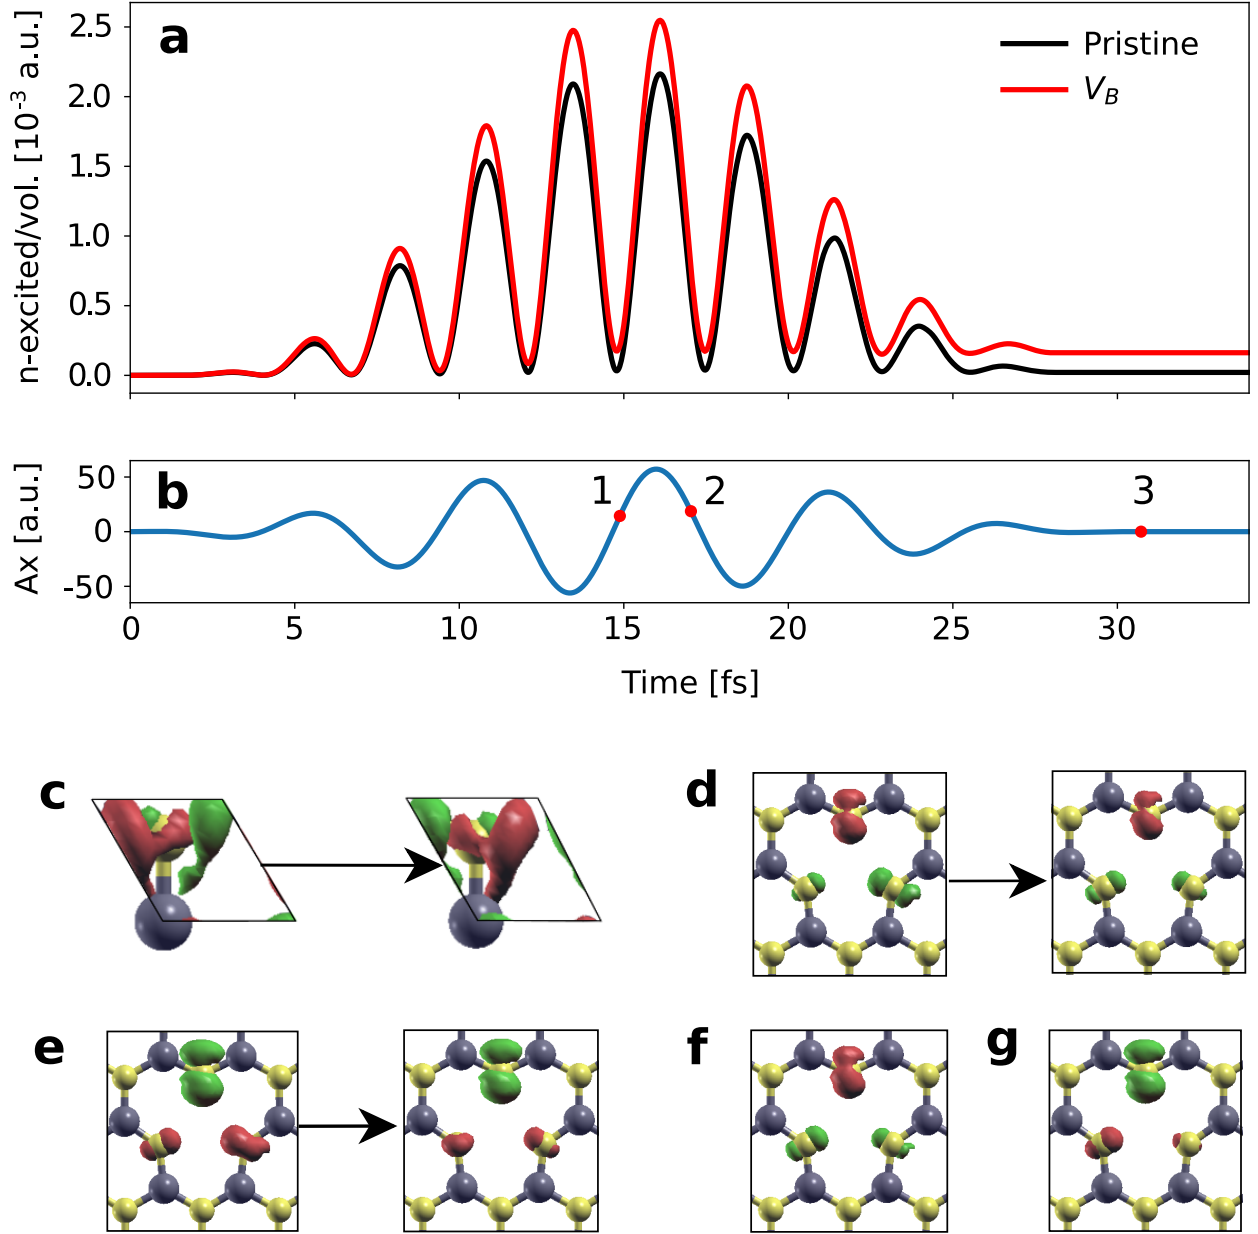 a
n-excited/vol. [10⁻³ a.u.]
2.5
2.0
1.5
1.0
0.5
0.0
Pristine
V_B
b
Ax [a.u.]
50
0
-50
1
2
3
0 5 10 15 20 25 30
Time [fs]
c
d
e
f
g